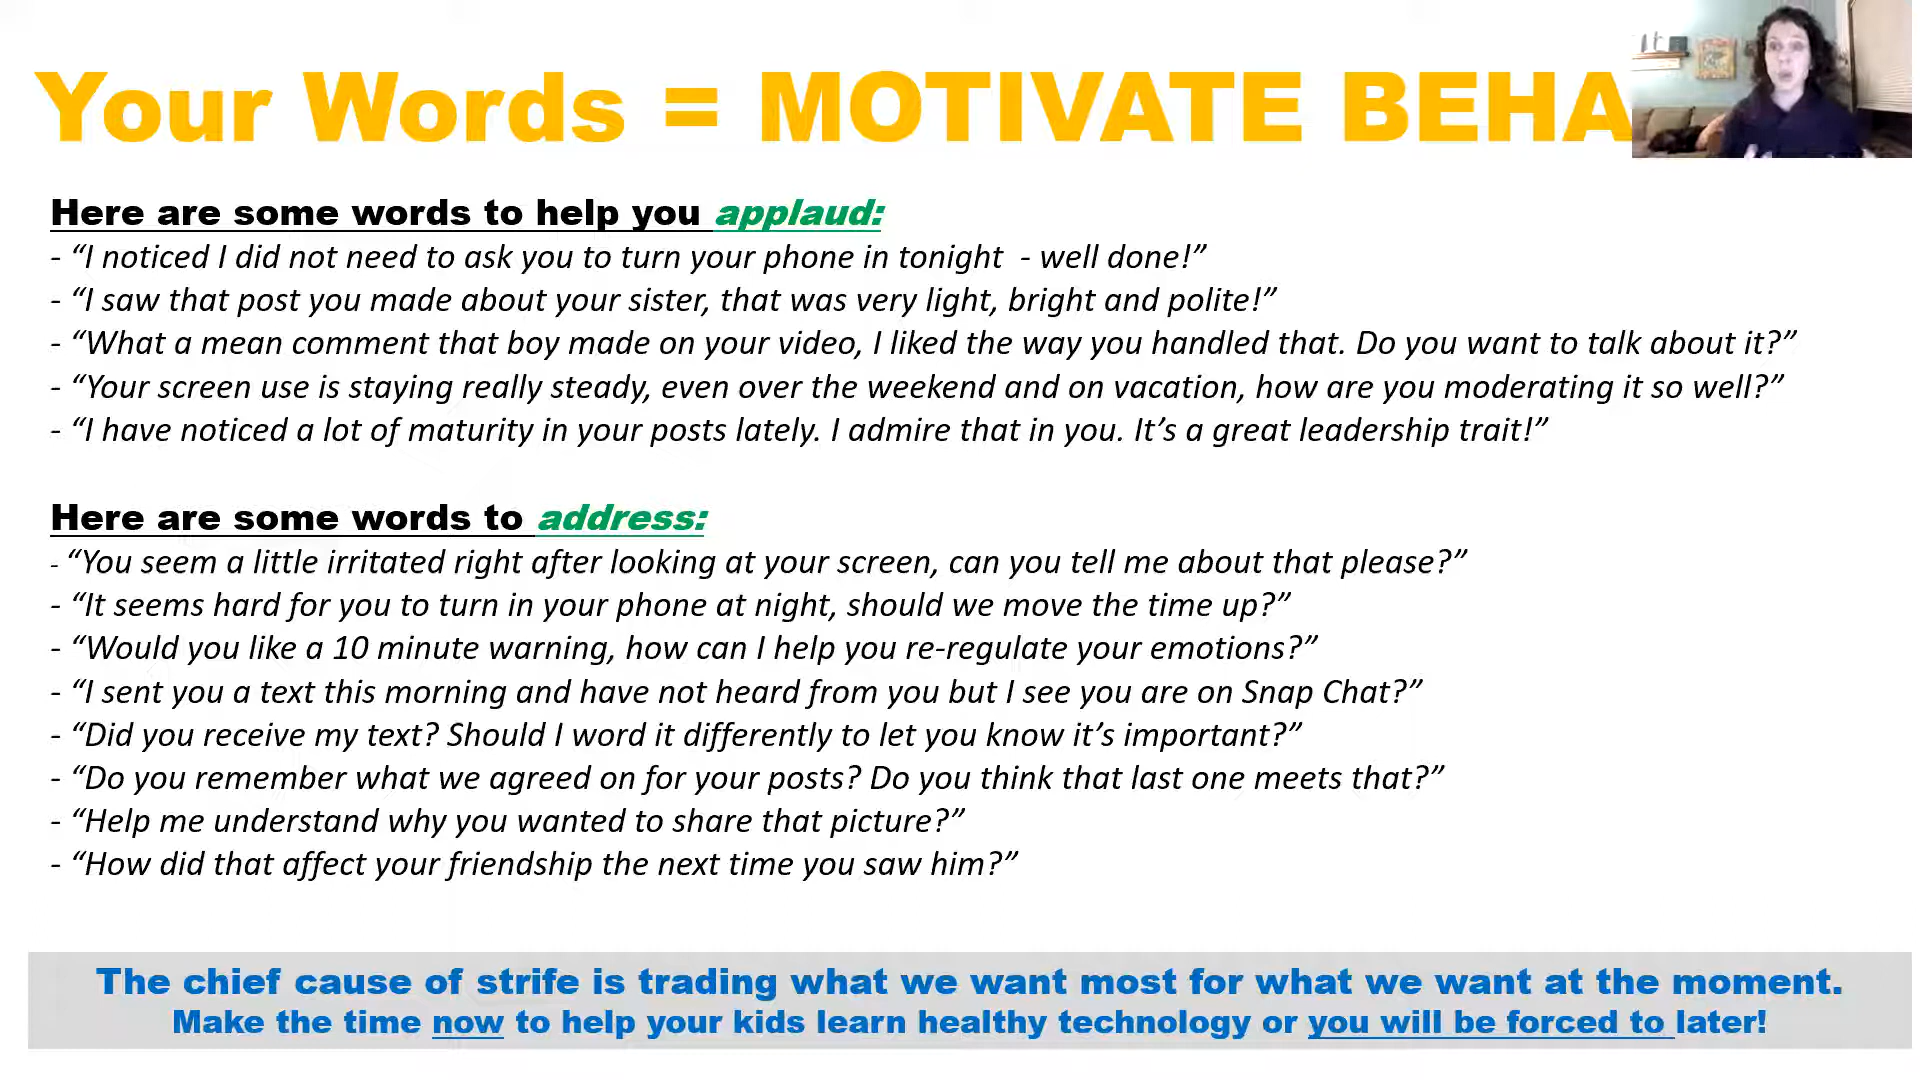 Your Words = MOTIVATE BEHA
Here are some words to help you applaud:
- “I noticed I did not need to ask you to turn your phone in tonight  - well done!”
- “I saw that post you made about your sister, that was very light, bright and polite!”
- “What a mean comment that boy made on your video, I liked the way you handled that. Do you want to talk about it?”
- “Your screen use is staying really steady, even over the weekend and on vacation, how are you moderating it so well?”
- “I have noticed a lot of maturity in your posts lately. I admire that in you. It’s a great leadership trait!”
Here are some words to address:
- “You seem a little irritated right after looking at your screen, can you tell me about that please?”
- “It seems hard for you to turn in your phone at night, should we move the time up?”
- “Would you like a 10 minute warning, how can I help you re-regulate your emotions?”
- “I sent you a text this morning and have not heard from you but I see you are on Snap Chat?”
- “Did you receive my text? Should I word it differently to let you know it’s important?”
- “Do you remember what we agreed on for your posts? Do you think that last one meets that?”
- “Help me understand why you wanted to share that picture?”
- “How did that affect your friendship the next time you saw him?”
The chief cause of strife is trading what we want most for what we want at the moment.
Make the time now to help your kids learn healthy technology or you will be forced to later!